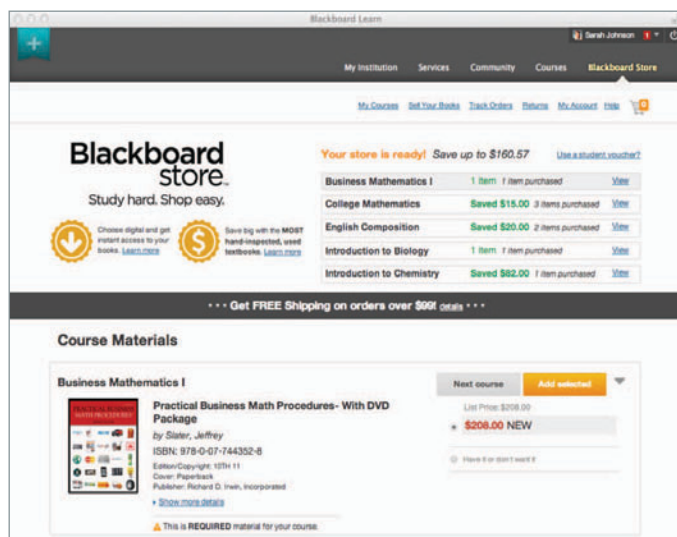 Blackboard Learn
Sarah Johnson 1
My Institution Services Community Courses Blackboard Store
My Courses Sell Your Books Track Orders Returns My Account Help
Blackboard
store™
Study hard. Shop easy.
Choose digital and get
instant access to your
books. Learn more
Save big with the MOST
hand-inspected, used
textbooks. Learn more
Your store is ready! Save up to $160.57 Use a student voucher?
Business Mathematics I 1 item 1 item purchased View
College Mathematics Saved $15.00 3 items purchased View
English Composition Saved $20.00 2 items purchased View
Introduction to Biology 1 item 1 item purchased View
Introduction to Chemistry Saved $82.00 1 item purchased View
• • • Get FREE Shipping on orders over $99! details • • •
Course Materials
Business Mathematics I
Next course Add selected
PRACTICAL BUSINESS
MATH PROCEDURES
Practical Business Math Procedures- With DVD
Package
by Slater, Jeffrey
ISBN: 978-0-07-744352-8
Edition/Copyright: 10TH 11
Cover: Paperback
Publisher: Richard D. Irwin, Incorporated
Show more details
This is REQUIRED material for your course.
List Price: $208.00
$208.00 NEW
Have it or don't want it